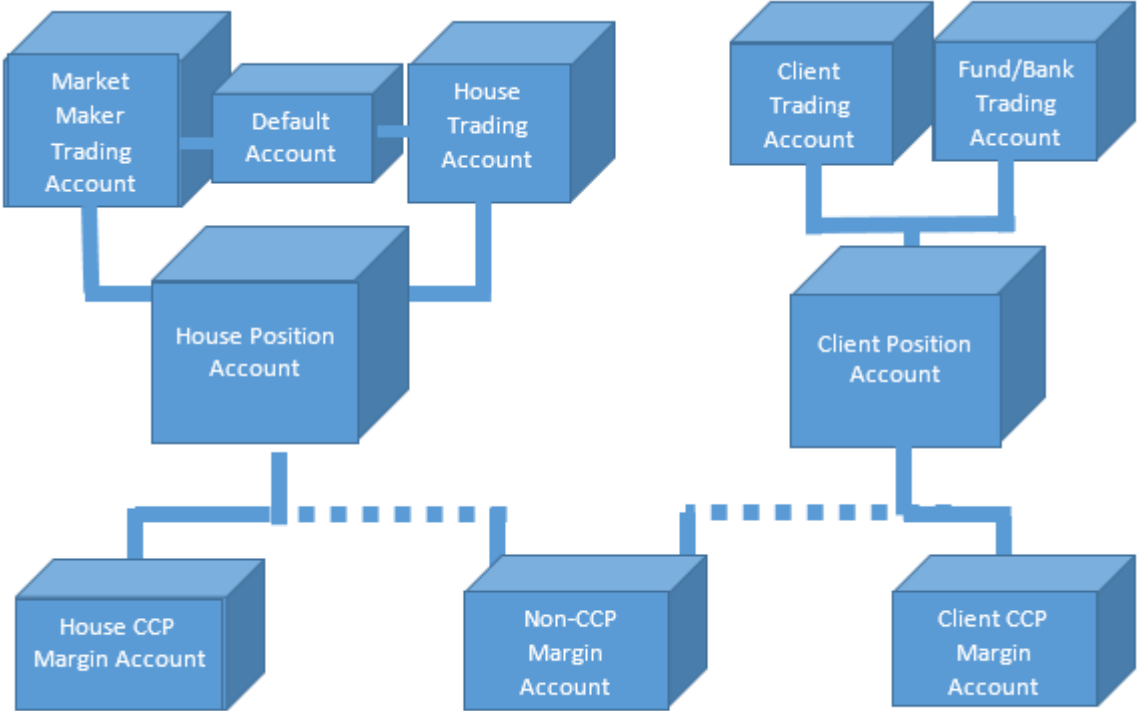 Market
Maker
Trading
Account
Default
Account
House
Trading
Account
Client
Trading
Account
Fund/Bank
Trading
Account
House Position
Account
Client Position
Account
House CCP
Margin Account
Non-CCP
Margin
Account
Client CCP
Margin
Account